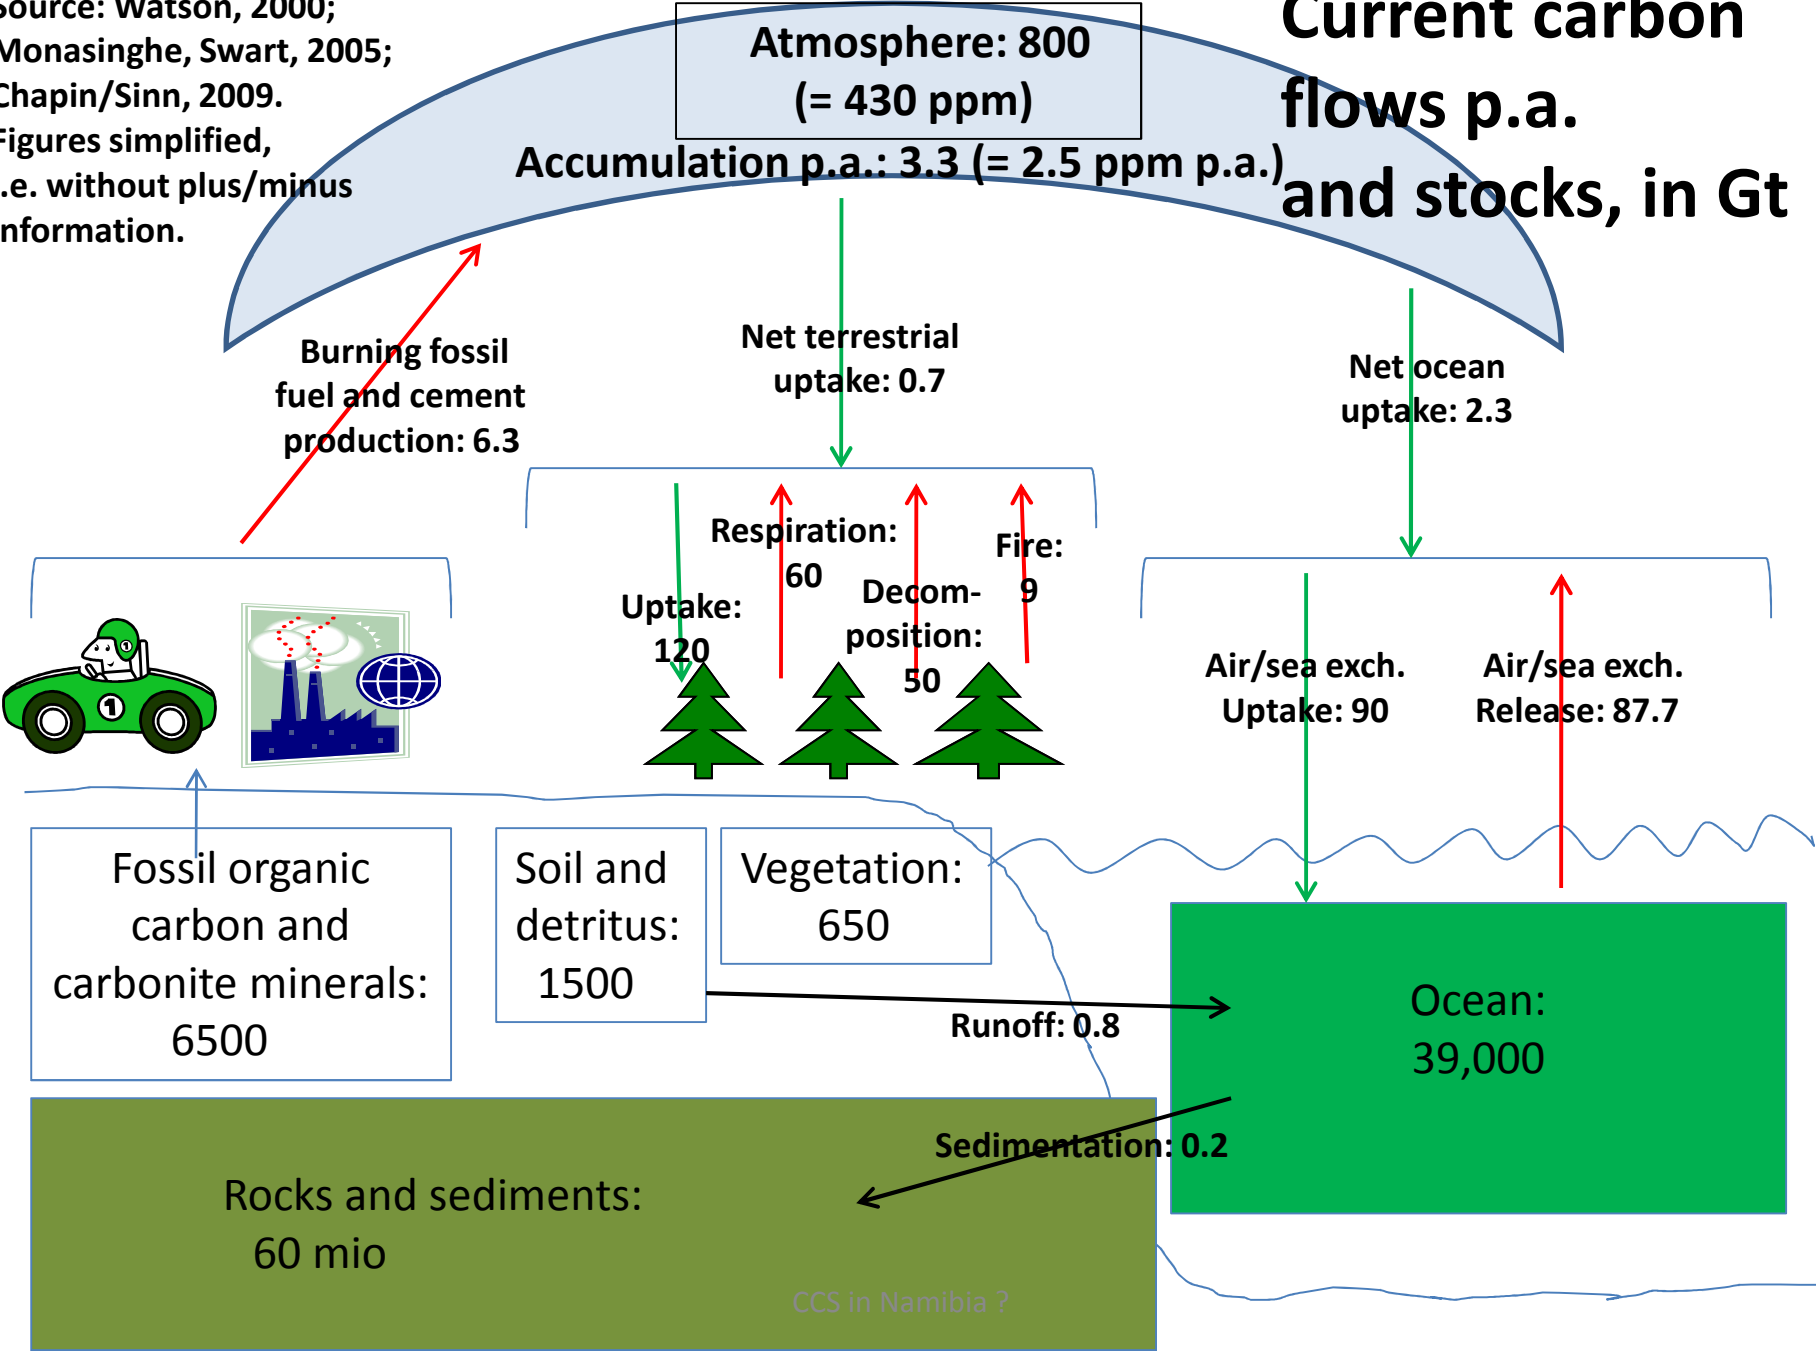 Source: Watson, 2000;
Monasinghe, Swart, 2005;
Chapin/Sinn, 2009.
Figures simplified,
i.e. without plus/minus
information.
Atmosphere: 800
(= 430 ppm)
Accumulation p.a.: 3.3 (= 2.5 ppm p.a.)
Current carbon
flows p.a.
and stocks, in Gt
Burning fossil
fuel and cement
production: 6.3
Net terrestrial
uptake: 0.7
Net ocean
uptake: 2.3
Uptake:
120
Respiration:
60
Decom-
position:
50
Fire:
9
Air/sea exch.
Uptake: 90
Air/sea exch.
Release: 87.7
1
1
Fossil organic
carbon and
carbonite minerals:
6500
Soil and
detritus:
1500
Vegetation:
650
Runoff: 0.8
Ocean:
39,000
Sedimentation: 0.2
Rocks and sediments:
60 mio
CCS in Namibia ?